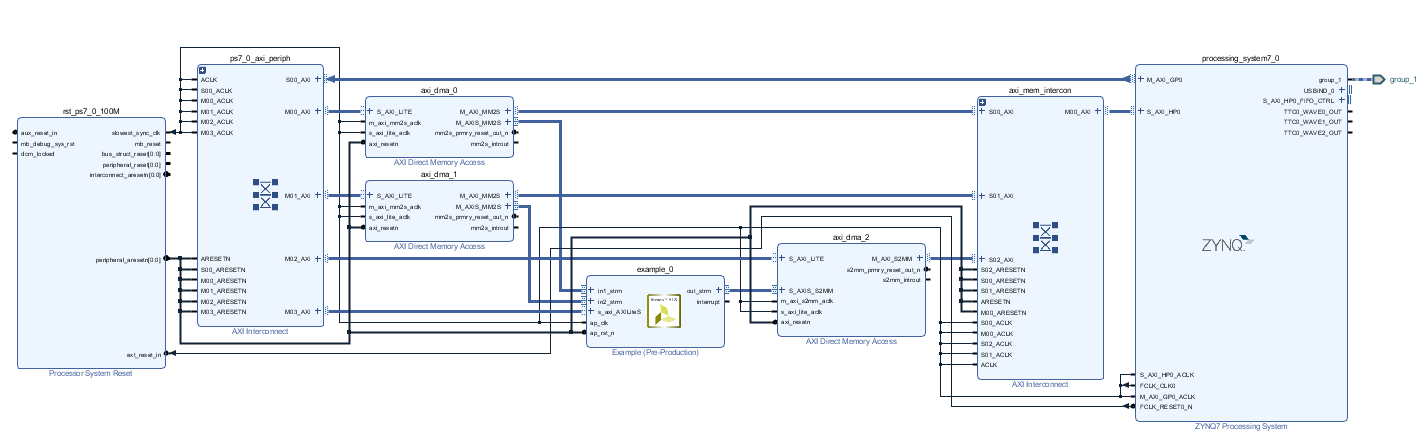 rst_ps7_0_100M
aux_reset_in
mb_debug_sys_rst
dcm_locked
slowest_sync_clk
mb_reset
bus_struct_reset[0:0]
peripheral_reset[0:0]
interconnect_aresetn[0:0]
peripheral_aresetn[0:0]
ext_reset_in
Processor System Reset
ps7_0_axi_periph
ACLK
S00_ACLK
M00_ACLK
M01_ACLK
M02_ACLK
M03_ACLK
ARESETN
S00_ARESETN
M00_ARESETN
M01_ARESETN
M02_ARESETN
M03_ARESETN
S00_AXI
M00_AXI
M01_AXI
M02_AXI
M03_AXI
AXI Interconnect
axi_dma_0
S_AXI_LITE
m_axi_mm2s_aclk
s_axi_lite_aclk
axi_resetn
M_AXI_MM2S
M_AXIS_MM2S
mm2s_prmry_reset_out_n
mm2s_introut
AXI Direct Memory Access
axi_dma_1
S_AXI_LITE
m_axi_mm2s_aclk
s_axi_lite_aclk
axi_resetn
M_AXI_MM2S
M_AXIS_MM2S
mm2s_prmry_reset_out_n
mm2s_introut
AXI Direct Memory Access
example_0
in1_strm
in2_strm
s_axi_AXILiteS
ap_clk
ap_rst_n
out_strm
interrupt
Example (Pre-Production)
axi_dma_2
S_AXI_LITE
S_AXIS_S2MM
m_axi_s2mm_aclk
s_axi_lite_aclk
axi_resetn
M_AXI_S2MM
s2mm_prmry_reset_out_n
s2mm_introut
AXI Direct Memory Access
axi_mem_intercon
S00_AXI
S01_AXI
S02_AXI
S02_ARESETN
S00_ARESETN
S01_ARESETN
ARESETN
M00_ARESETN
S00_ACLK
M00_ACLK
S02_ACLK
S01_ACLK
ACLK
M00_AXI
AXI Interconnect
processing_system7_0
M_AXI_GP0
S_AXI_HP0
S_AXI_HP0_ACLK
FCLK_CLK0
M_AXI_GP0_ACLK
FCLK_RESET0_N
group_1
USBIND_0
S_AXI_HP0_FIFO_CTRL
TTC0_WAVE0_OUT
TTC0_WAVE1_OUT
TTC0_WAVE2_OUT
ZYNQ
ZYNQ7 Processing System
group_1